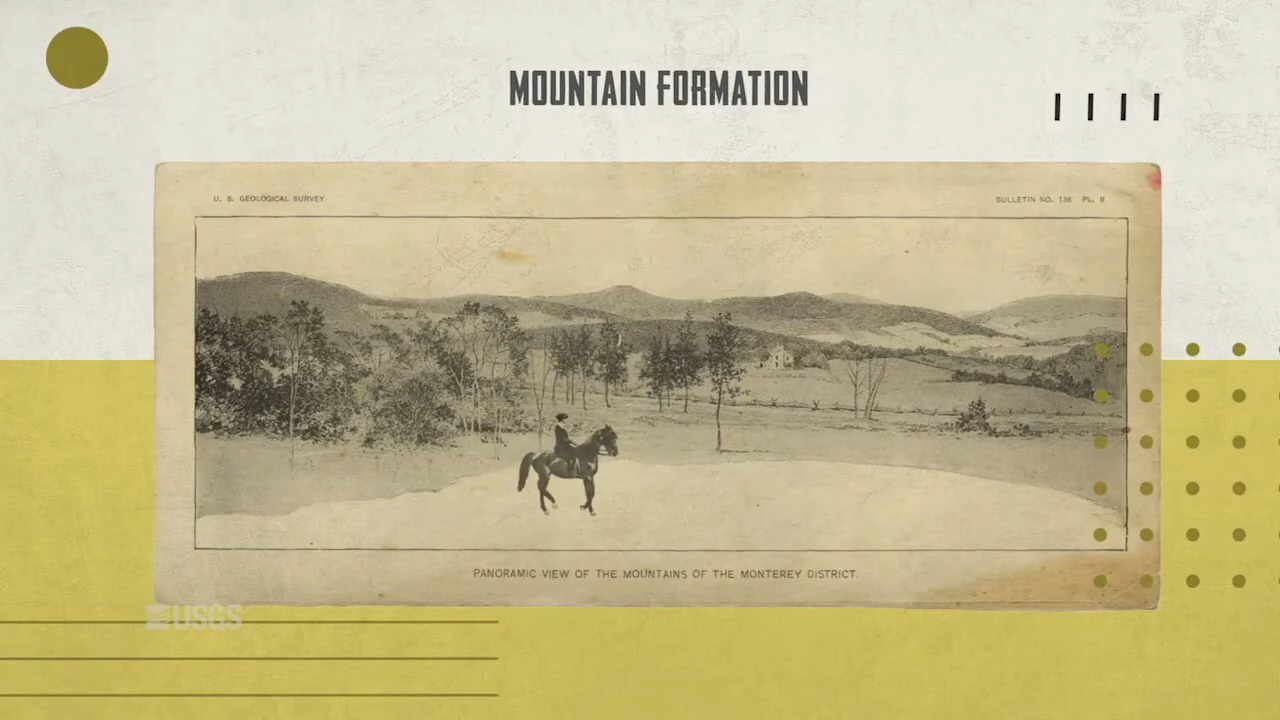 MOUNTAIN FORMATION
U. S. GEOLOGICAL SURVEY
BULLETIN NO. 136 PL. II
PANORAMIC VIEW OF THE MOUNTAINS OF THE MONTEREY DISTRICT.
USGS